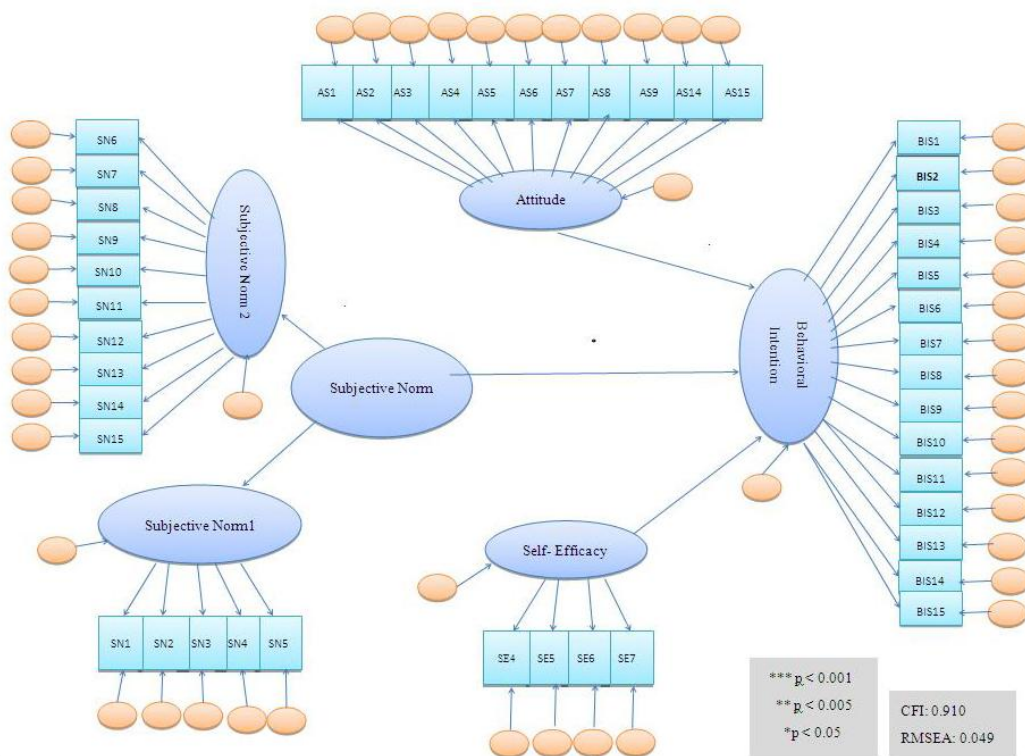 AS1 AS2 AS3 AS4 AS5 AS6 AS7 AS8 AS9 AS14 AS15
SN6
SN7
SN8
SN9
SN10
SN11
SN12
SN13
SN14
SN15
Subjective Norm 2
Attitude
BIS1
BIS2
BIS3
BIS4
BIS5
BIS6
BIS7
BIS8
BIS9
BIS10
BIS11
BIS12
BIS13
BIS14
BIS15
Behavioral
Intention
Subjective Norm
Subjective Norm1
Self- Efficacy
SN1 SN2 SN3 SN4 SN5
SE4 SE5 SE6 SE7
*** p < 0.001
** p < 0.005
*p < 0.05
CFI: 0.910
RMSEA: 0.049